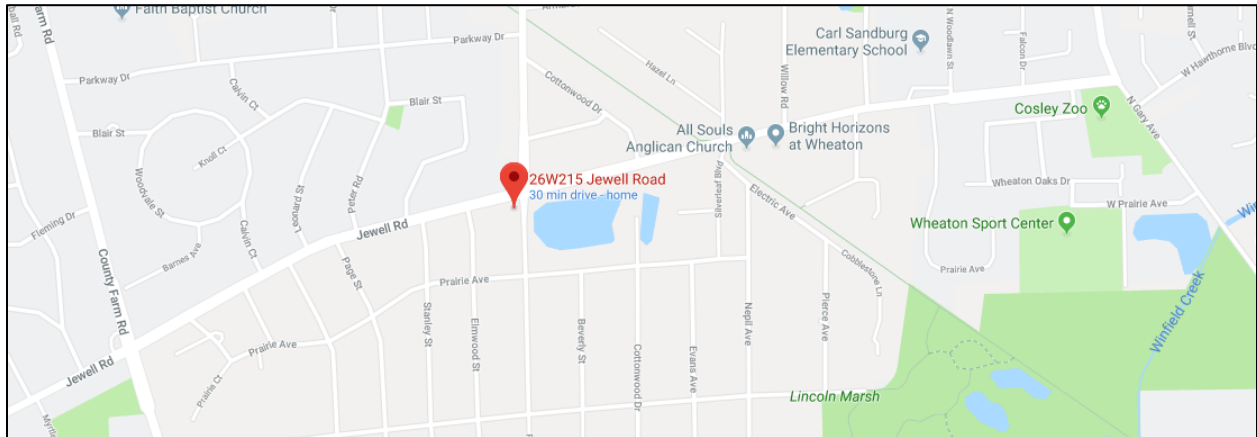 Faith Baptist Church
Farm Rd
Parkway Dr
Parkway Dr
Hazel Ln
Willow Rd
Carl Sandburg
Elementary School
N Woodlawn St
Falcon Dr
W Hawthorne Blvd
N Gary Ave
Calvin Ct
Cottonwood Dr
Blair St
Cosley Zoo
Blair St
Knoll Ct
All Souls
Anglican Church
Bright Horizons
at Wheaton
Woodvale St
Leonard St
Peter Rd
26W215 Jewell Road
30 min drive - home
Silverleaf Blvd
Electric Ave
Wheaton Oaks Dr
W Prairie Ave
Fleming Dr
Barnes Ave
Calvin Ct
Jewell Rd
Wheaton Sport Center
County Farm Rd
Page St
Prairie Ave
Cobblestone Ln
Prairie Ave
Stanley St
Elmwood St
Beverly St
Cottonwood Dr
Evans Ave
Nepil Ave
Pierce Ave
Winfield Creek
Prairie Ave
Jewell Rd
Prairie Ct
Lincoln Marsh